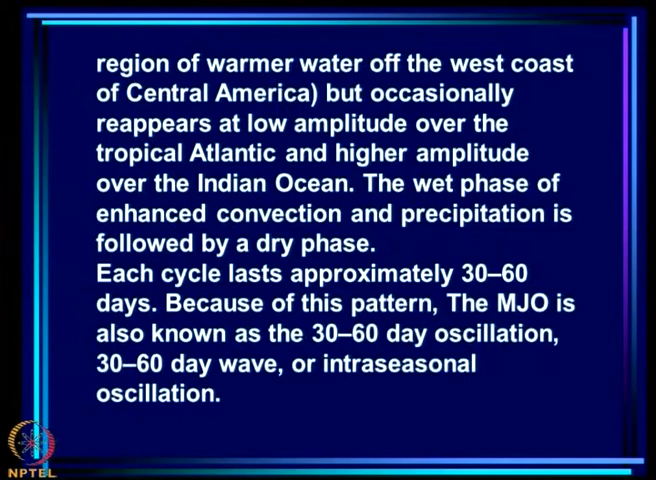 region of warmer water off the west coast
of Central America) but occasionally
reappears at low amplitude over the
tropical Atlantic and higher amplitude
over the Indian Ocean. The wet phase of
enhanced convection and precipitation is
followed by a dry phase.
Each cycle lasts approximately 30–60
days. Because of this pattern, The MJO is
also known as the 30–60 day oscillation,
30–60 day wave, or intraseasonal
oscillation.
NPTEL